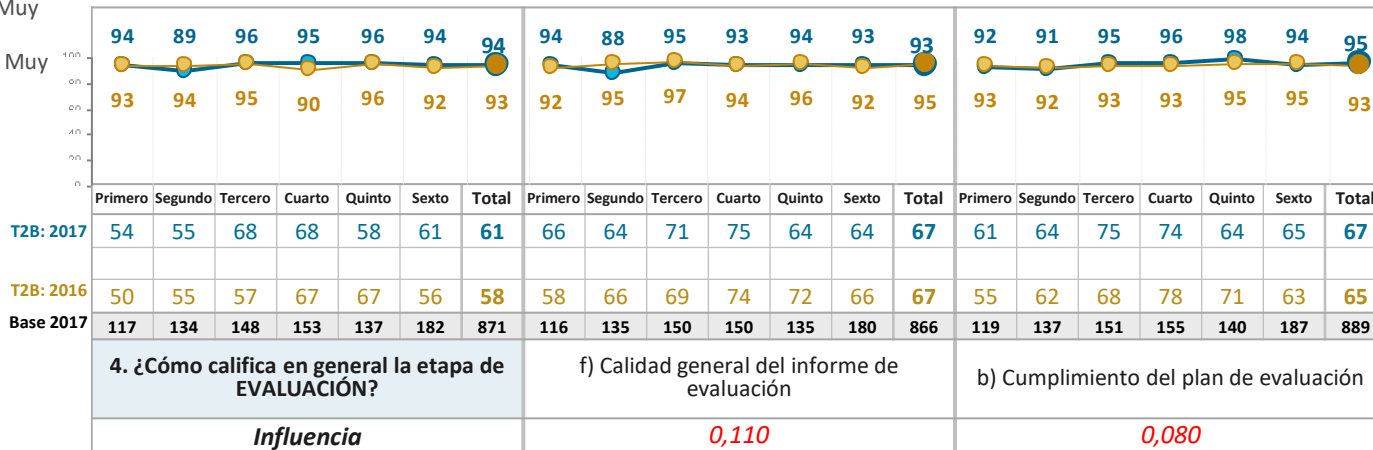 Muy
94 89 96 95 96 94 94 94 88 95 93 94 93 93 92 91 95 96 98 94 95
Muy 100
80
93 94 95 90 96 92 93 92 95 97 94 96 92 95 93 92 93 93 95 95 93
60
40
20
0
Primero Segundo Tercero Cuarto Quinto Sexto Total Primero Segundo Tercero Cuarto Quinto Sexto Total Primero Segundo Tercero Cuarto Quinto Sexto Total
T2B: 2017 54 55 68 68 58 61 61 66 64 71 75 64 64 67 61 64 75 74 64 65 67
T2B: 2016 50 55 57 67 67 56 58 58 66 69 74 72 66 67 55 62 68 78 71 63 65
Base 2017 117 134 148 153 137 182 871 116 135 150 150 135 180 866 119 137 151 155 140 187 889
4. ¿Cómo califica en general la etapa de
EVALUACIÓN?
f) Calidad general del informe de
evaluación
b) Cumplimiento del plan de evaluación
Influencia 0,110 0,080